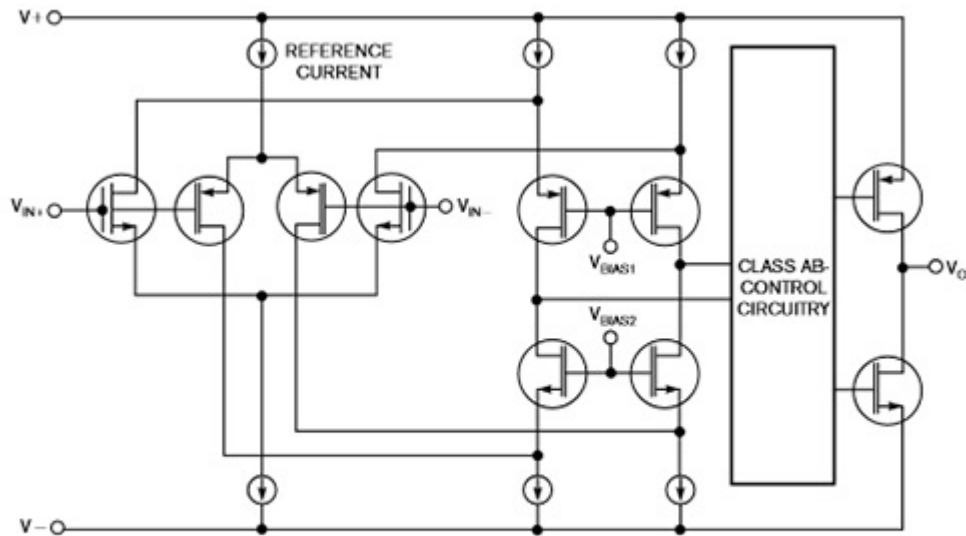 V+
REFERENCE
CURRENT
VIN+
VIN−
VBIAS1
VBIAS2
CLASS AB-
CONTROL
CIRCUITRY
VO
V−